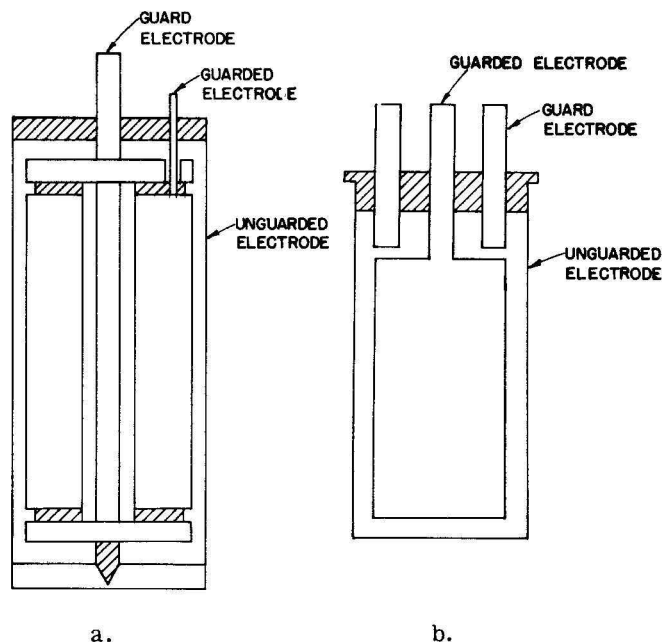 GUARD
ELECTRODE
GUARDED
ELECTRODE
UNGUARDED
ELECTRODE
GUARDED ELECTRODE
GUARD
ELECTRODE
UNGUARDED
ELECTRODE
a.
b.